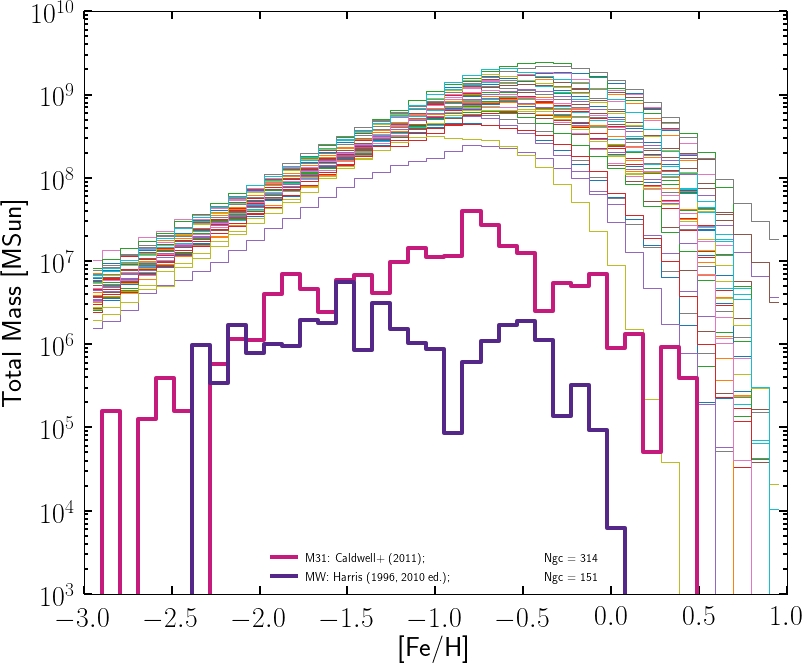 10^10
10^9
10^8
10^7
10^6
10^5
10^4
10^3
Total Mass [MSun]
M31: Caldwell+ (2011); Ngc = 314
MW: Harris (1996, 2010 ed.); Ngc = 151
−3.0 −2.5 −2.0 −1.5 −1.0 −0.5 0.0 0.5 1.0
[Fe/H]